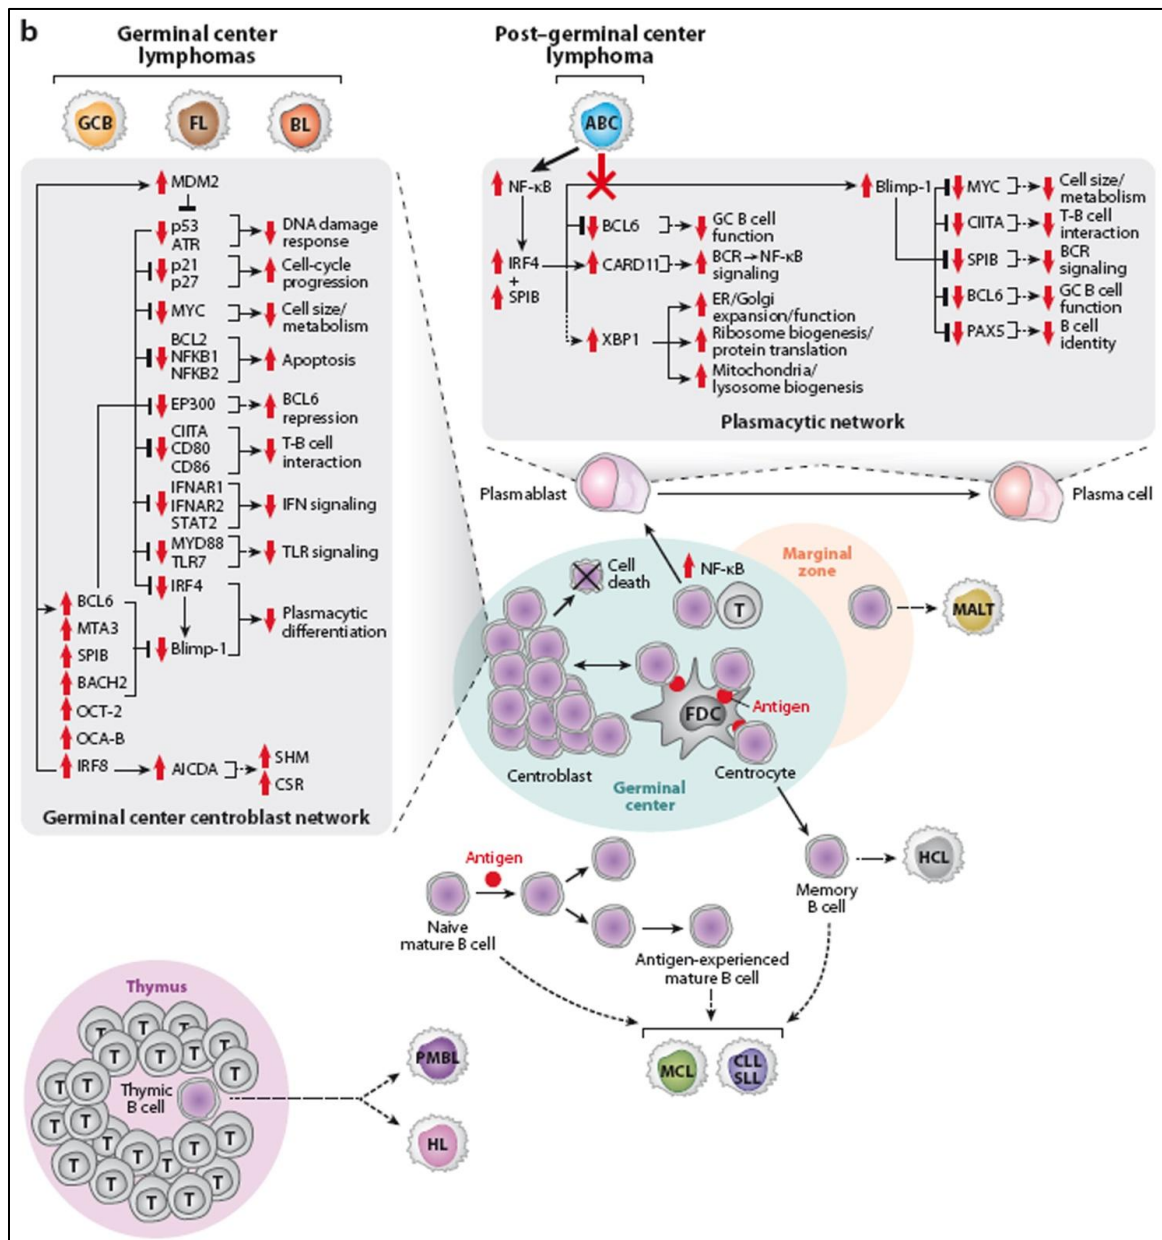 b
Germinal center
lymphomas
GCB
FL
BL
MDM2
p53
ATR
DNA damage
response
p21
p27
Cell-cycle
progression
MYC
Cell size/
metabolism
BCL2
NFKB1
NFKB2
Apoptosis
EP300
BCL6
repression
CIITA
CD80
CD86
T-B cell
interaction
IFNAR1
IFNAR2
STAT2
IFN signaling
MYD88
TLR7
TLR signaling
IRF4
Blimp-1
Plasmacytic
differentiation
BCL6
MTA3
SPIB
BACH2
OCT-2
OCA-B
IRF8
AICDA
SHM
CSR
Germinal center centroblast network
Post–germinal center
lymphoma
ABC
NF-κB
IRF4
+
SPIB
BCL6
GC B cell
function
CARD11
BCR→NF-κB
signaling
XBP1
ER/Golgi
expansion/function
Ribosome biogenesis/
protein translation
Mitochondria/
lysosome biogenesis
Blimp-1
MYC
Cell size/
metabolism
CIITA
T-B cell
interaction
SPIB
BCR
signaling
BCL6
GC B cell
function
PAX5
B cell
identity
Plasmacytic network
Plasmablast
Plasma cell
Cell
death
NF-κB
T
Marginal
zone
MALT
FDC
Antigen
Centroblast
Centrocyte
Germinal
center
Antigen
Naive
mature B cell
Antigen-experienced
mature B cell
Memory
B cell
HCL
MCL
CLL
SLL
Thymus
T
T
T
T
T
T
T
T
T
T
T
Thymic
B cell
T
T
T
T
T
T
T
T
T
T
T
T
PMBL
HL